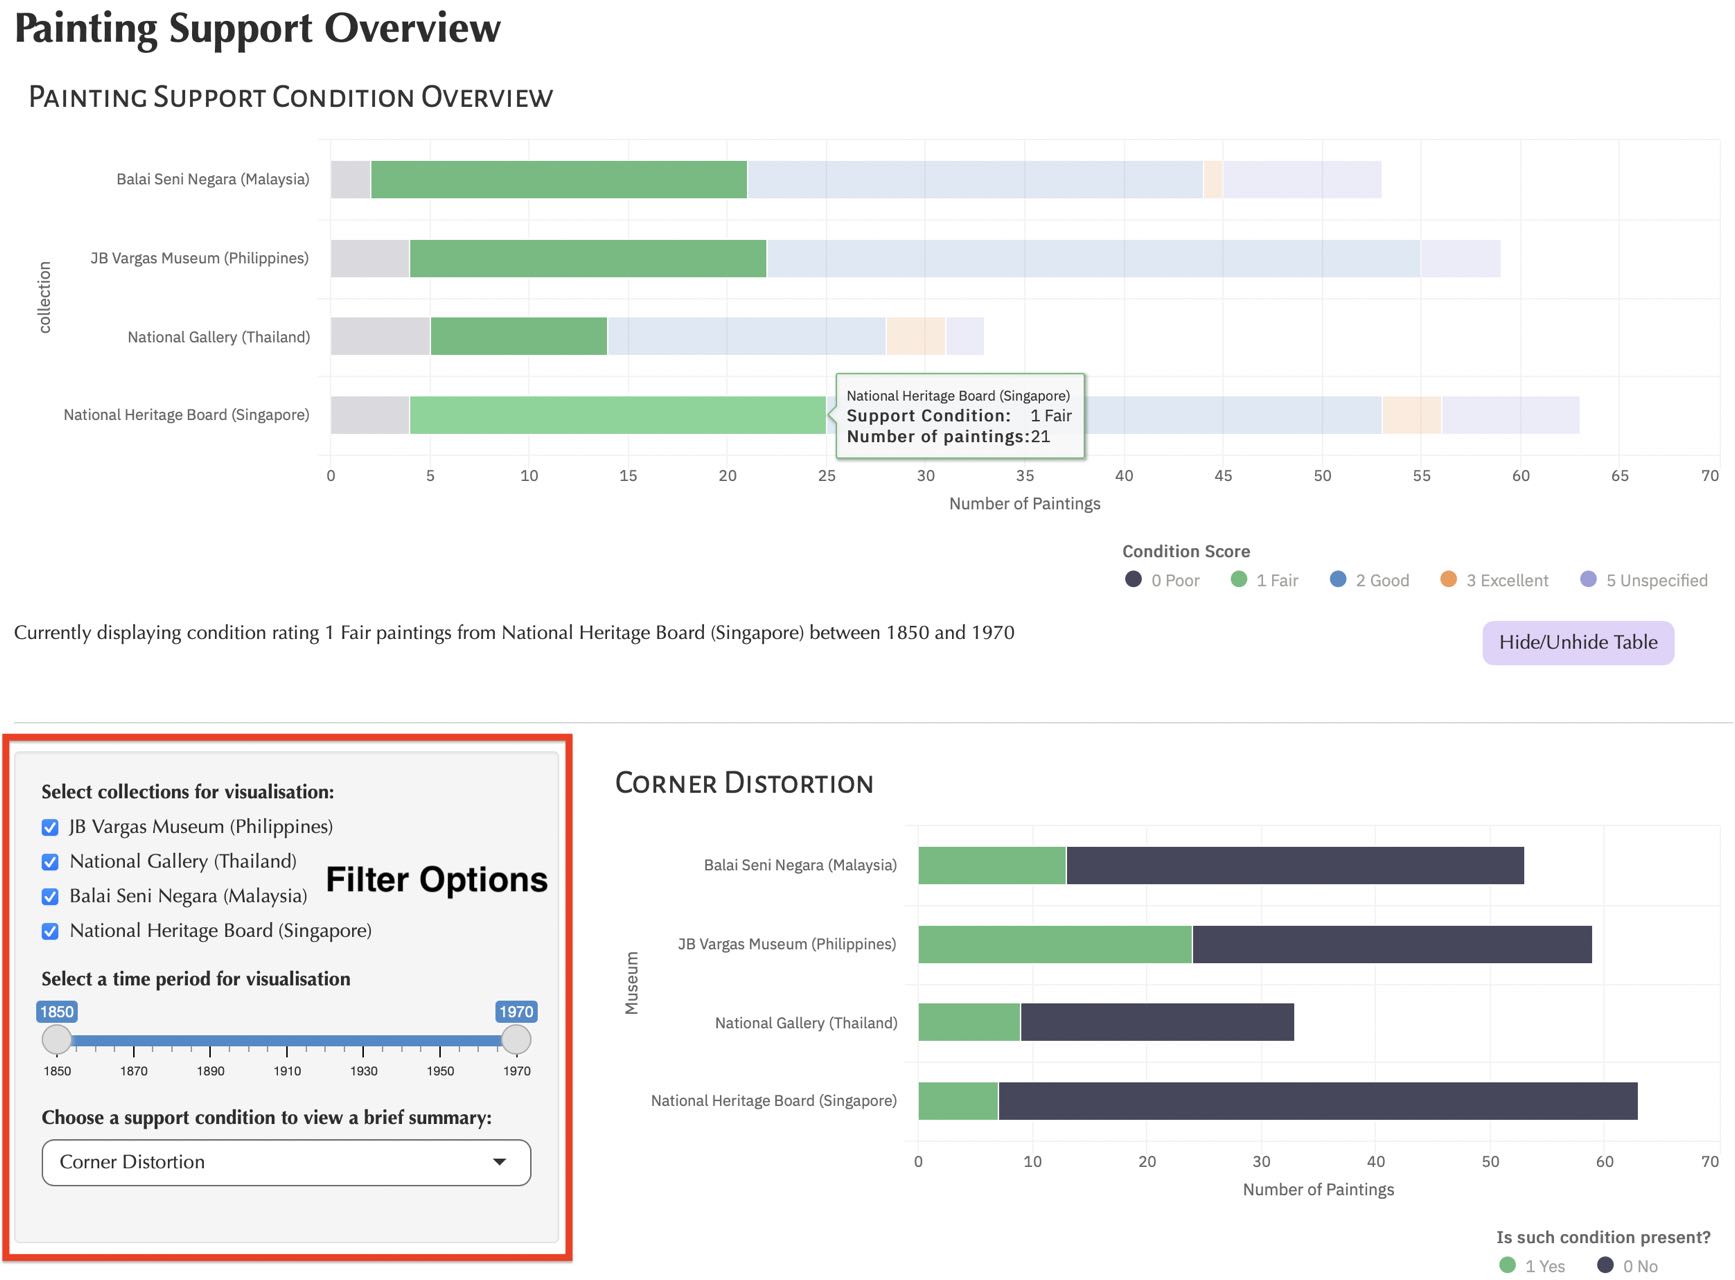 Painting Support Overview
PAINTING SUPPORT CONDITION OVERVIEW
collection
Balai Seni Negara (Malaysia)
JB Vargas Museum (Philippines)
National Gallery (Thailand)
National Heritage Board (Singapore)
National Heritage Board (Singapore)
Support Condition: 1 Fair
Number of paintings:21
0 5 10 15 20 25 30 35 40 45 50 55 60 65 70
Number of Paintings
Condition Score
0 Poor 1 Fair 2 Good 3 Excellent 5 Unspecified
Currently displaying condition rating 1 Fair paintings from National Heritage Board (Singapore) between 1850 and 1970
Hide/Unhide Table
Select collections for visualisation:
JB Vargas Museum (Philippines)
National Gallery (Thailand)
Balai Seni Negara (Malaysia)
National Heritage Board (Singapore)
Filter Options
Select a time period for visualisation
1850 1970
1850 1870 1890 1910 1930 1950 1970
Choose a support condition to view a brief summary:
Corner Distortion
CORNER DISTORTION
Museum
Balai Seni Negara (Malaysia)
JB Vargas Museum (Philippines)
National Gallery (Thailand)
National Heritage Board (Singapore)
0 10 20 30 40 50 60 70
Number of Paintings
Is such condition present?
1 Yes 0 No